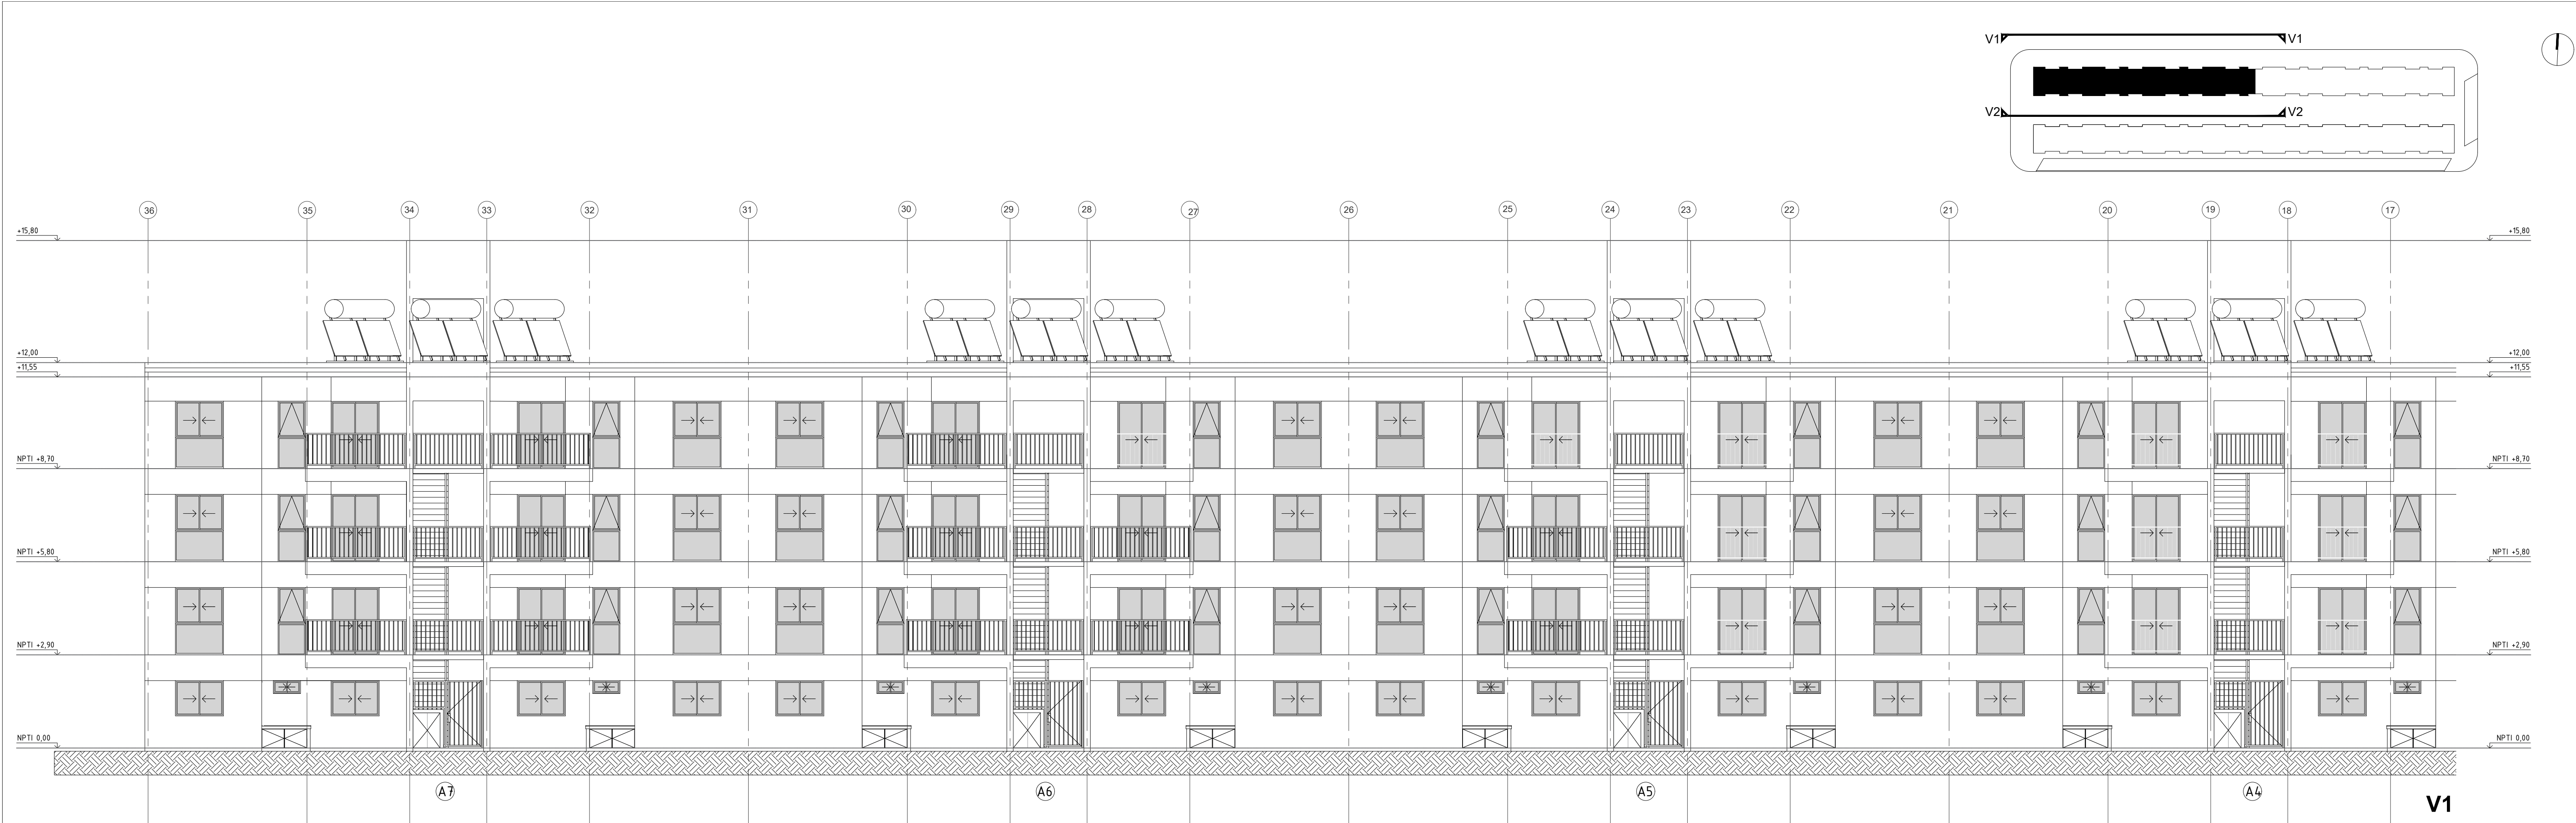 V1 V1
V2 V2
36 35 34 33 32 31 30 29 28 27 26 25 24 23 22 21 20 19 18 17
+15,80 +15,80
+12,00 +12,00
+11,55 +11,55
NPTI +8,70 NPTI +8,70
NPTI +5,80 NPTI +5,80
NPTI +2,90 NPTI +2,90
NPTI 0,00 NPTI 0,00
A7 A6 A5 A4
V1